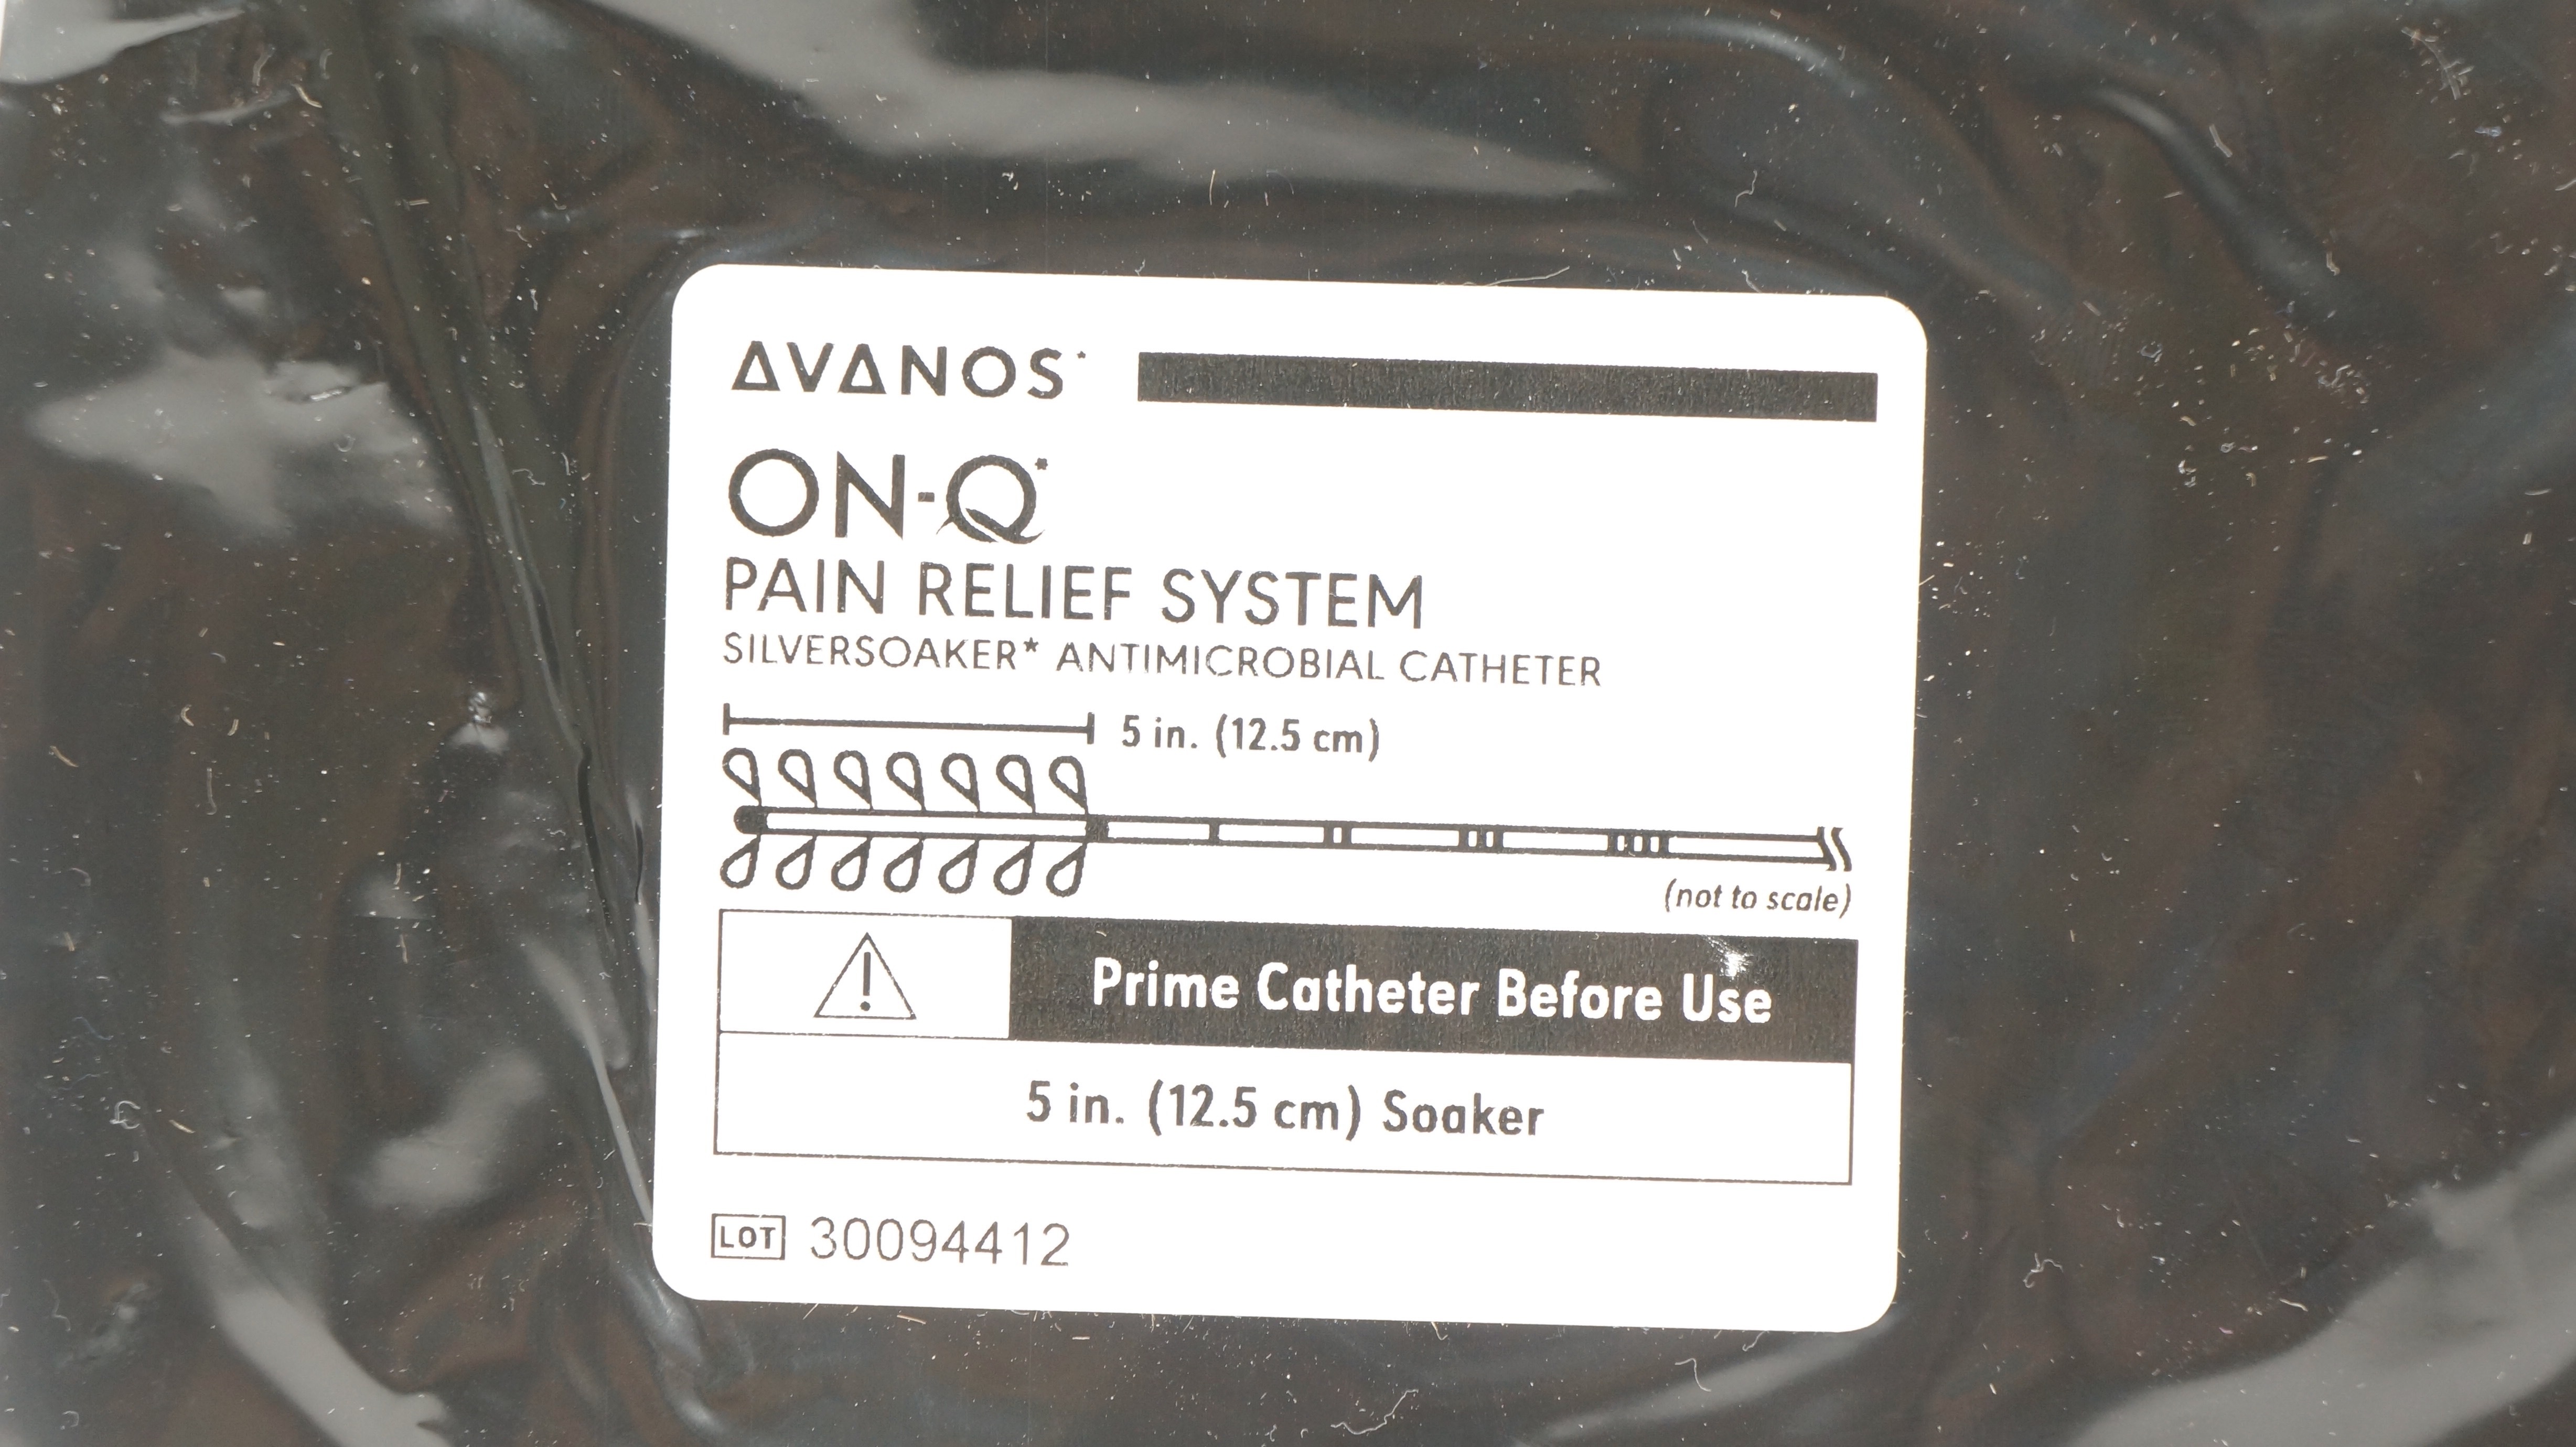 AVANOS*
ON-Q*
PAIN RELIEF SYSTEM
SILVERSOAKER* ANTIMICROBIAL CATHETER
5 in. (12.5 cm)
(not to scale)
Prime Catheter Before Use
5 in. (12.5 cm) Soaker
LOT 30094412